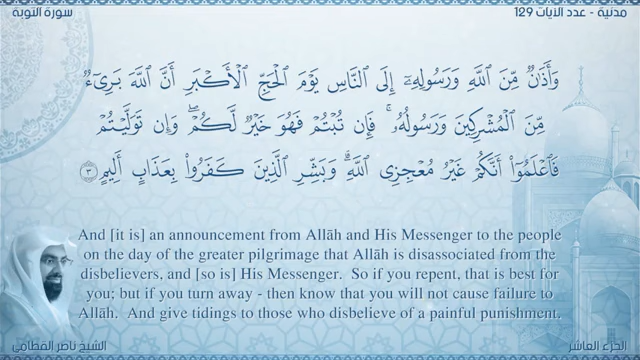 سورة التوبة
مدنية - عدد الآيات 129
وَأَذَٰنٌ مِّنَ ٱللَّهِ وَرَسُولِهِۦٓ إِلَى ٱلنَّاسِ يَوْمَ ٱلْحَجِّ ٱلْأَكْبَرِ أَنَّ ٱللَّهَ بَرِىٓءٌ
مِّنَ ٱلْمُشْرِكِينَ وَرَسُولُهُۥ ۚ فَإِن تُبْتُمْ فَهُوَ خَيْرٌ لَّكُمْ ۖ وَإِن تَوَلَّيْتُمْ
فَٱعْلَمُوٓا۟ أَنَّكُمْ غَيْرُ مُعْجِزِى ٱللَّهِ ۗ وَبَشِّرِ ٱلَّذِينَ كَفَرُوا۟ بِعَذَابٍ أَلِيمٍ ٣
And [it is] an announcement from Allāh and His Messenger to the people
on the day of the greater pilgrimage that Allāh is disassociated from the
disbelievers, and [so is] His Messenger. So if you repent, that is best for
you; but if you turn away - then know that you will not cause failure to
Allāh. And give tidings to those who disbelieve of a painful punishment.
الشيخ ناصر القطامي
الجزء العاشر